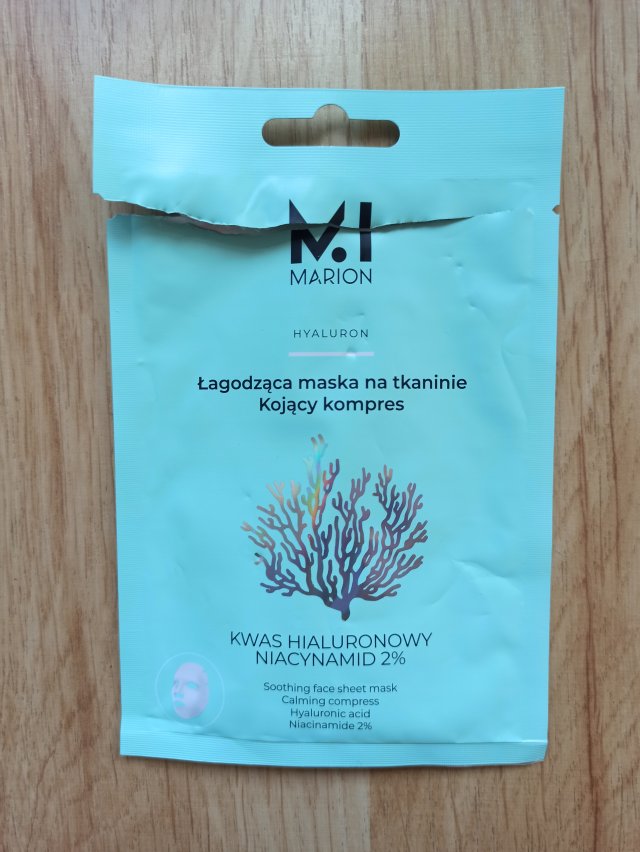 M.I
MARION
HYALURON
Łagodząca maska na tkaninie
Kojący kompres
KWAS HIALURONOWY
NIACYNAMID 2%
Soothing face sheet mask
Calming compress
Hyaluronic acid
Niacinamide 2%